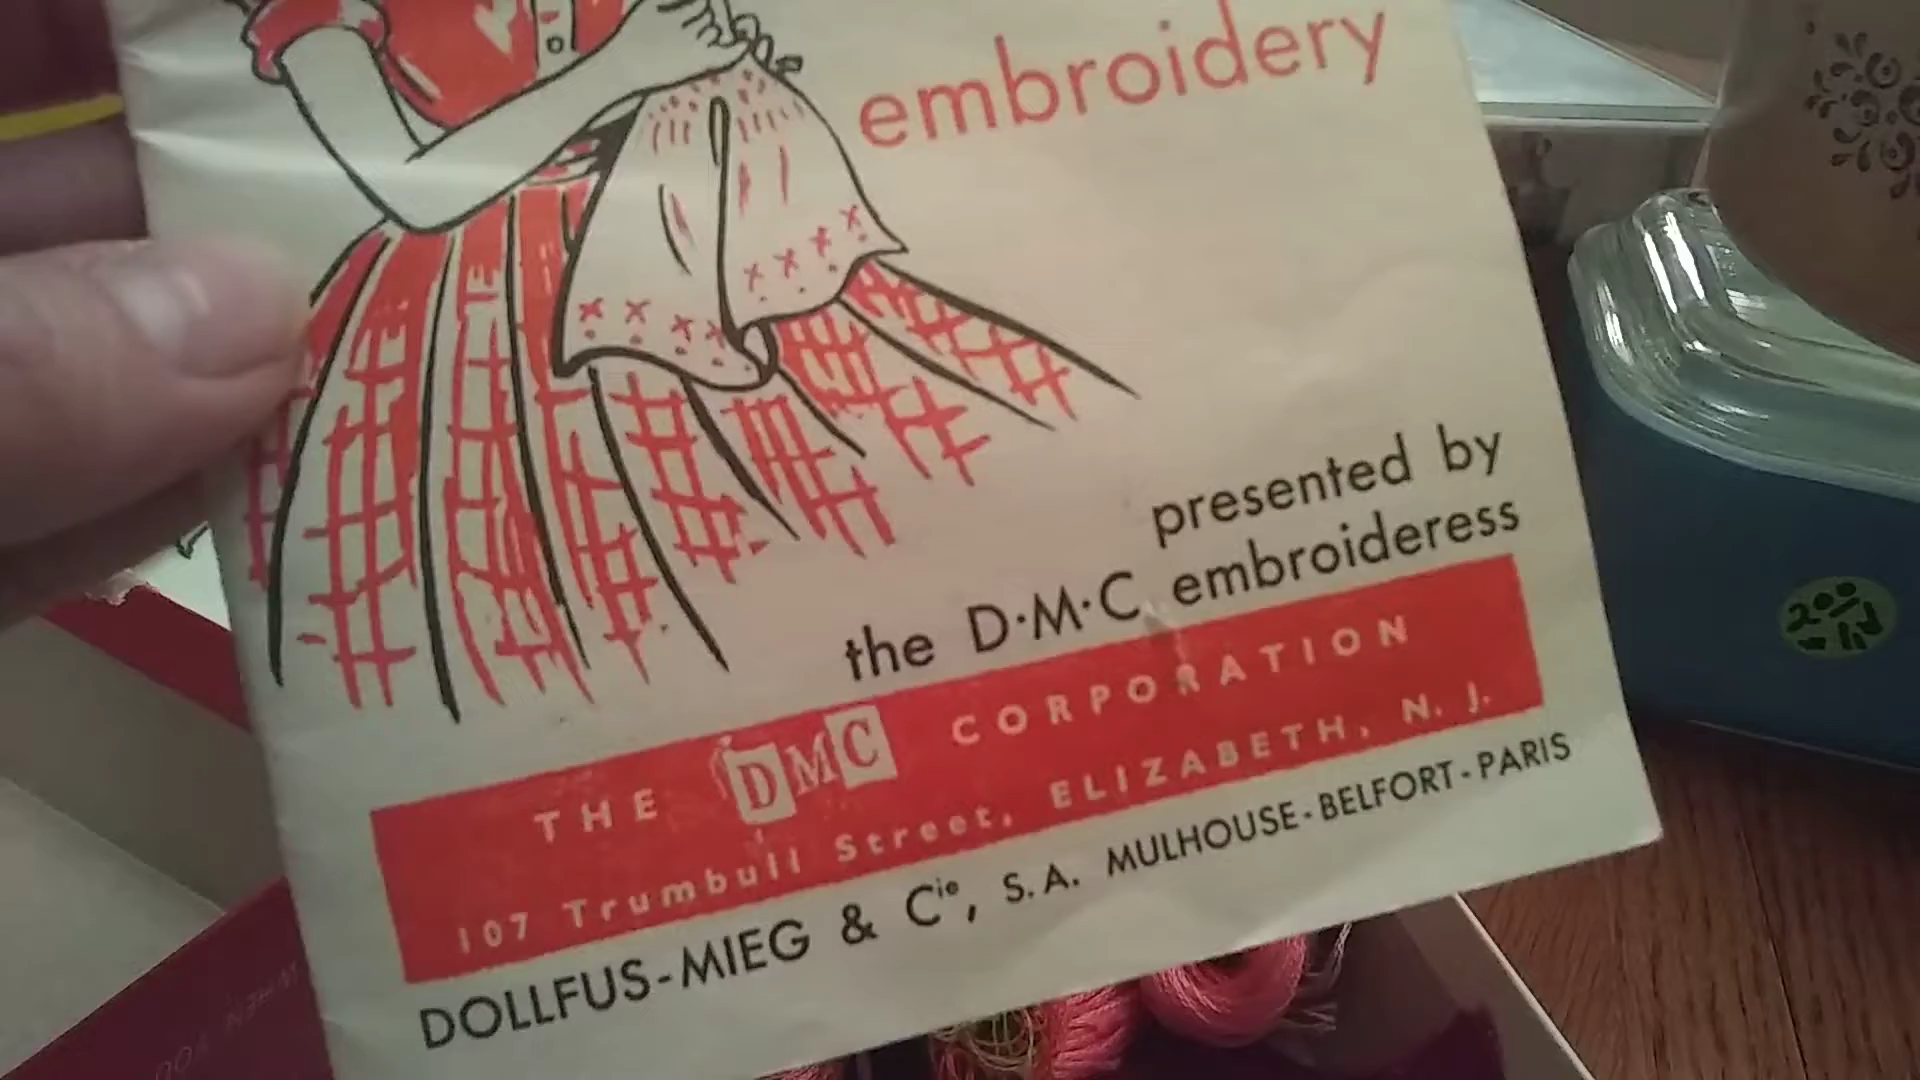 embroidery
presented by
the D·M·C embroideress
THE DMC CORPORATION
107 Trumbull Street, ELIZABETH, N. J.
DOLLFUS-MIEG & Cie, S.A. MULHOUSE-BELFORT-PARIS